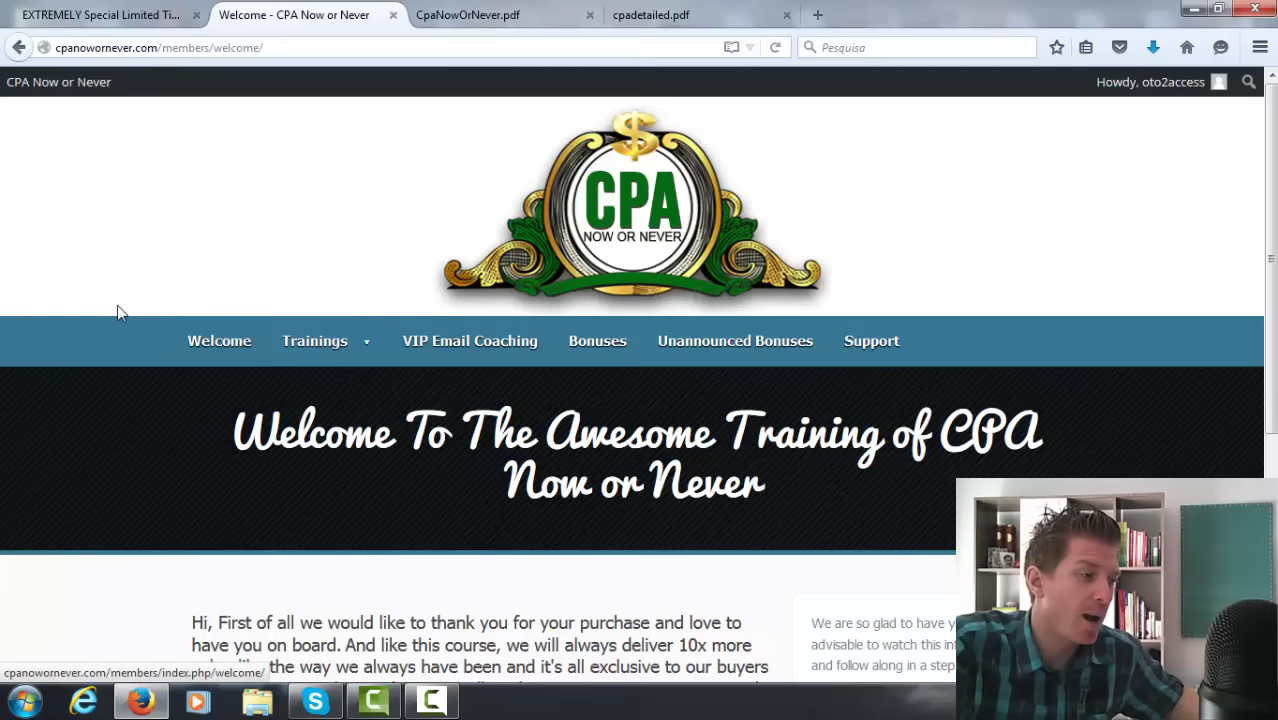 EXTREMELY Special Limited Ti...
Welcome - CPA Now or Never
CpaNowOrNever.pdf
cpadetailed.pdf
cpanowornever.com/members/welcome/
Pesquisa
CPA Now or Never
Howdy, oto2access
$
CPA
NOW OR NEVER
Welcome
Trainings
VIP Email Coaching
Bonuses
Unannounced Bonuses
Support
Welcome To The Awesome Training of CPA
Now or Never
Hi, First of all we would like to thank you for your purchase and love to
have you on board. And like this course, we will always deliver 10x more
the way we always have been and it's all exclusive to our buyers
We are so glad to have
advisable to watch this
and follow along in a
cpanowornever.com/members/index.php/welcome/